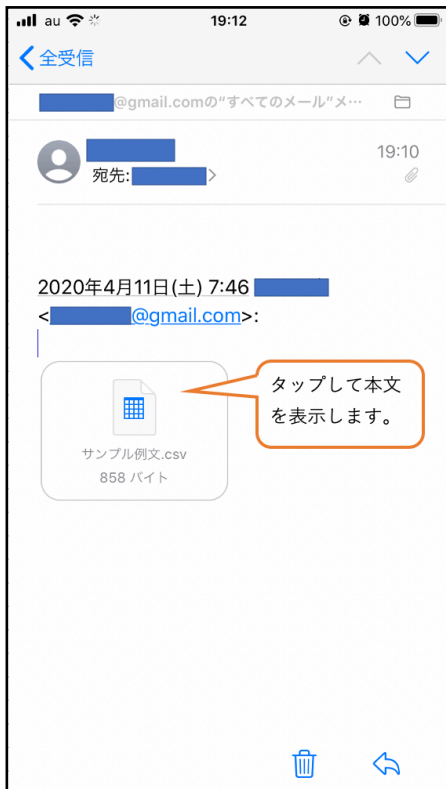 au 19:12 100%
全受信
@gmail.comの“すべてのメール”メ…
19:10
宛先:
2020年4月11日(土) 7:46
<@gmail.com>:
タップして本文
を表示します。
サンプル例文.csv
858 バイト